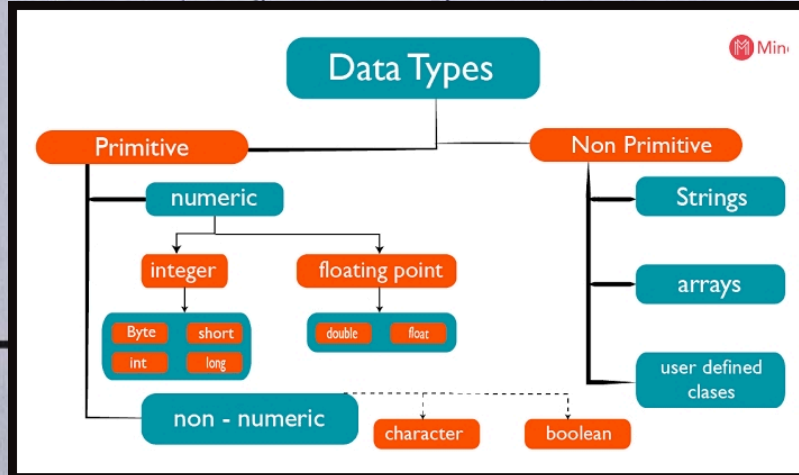 Data Types
Primitive
Non Primitive
numeric
Strings
integer
floating point
arrays
Byte
short
double
float
int
long
user defined
clases
non - numeric
character
boolean